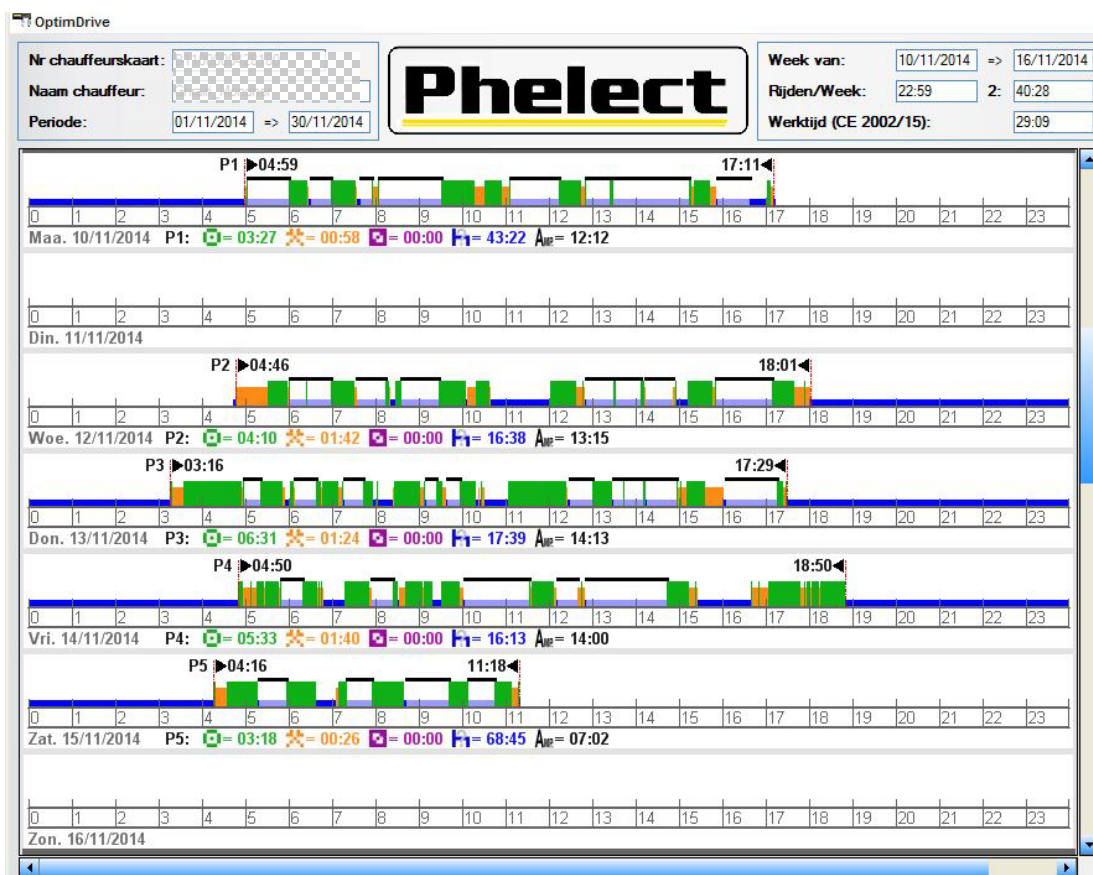 OptimDrive
Nr chauffeurskaart:
Naam chauffeur:
Periode: 01/11/2014 => 30/11/2014
Phelect
Week van: 10/11/2014 => 16/11/2014
Rijden/Week: 22:59 2: 40:28
Werktijd (CE 2002/15): 29:09
P1 04:59 17:11
0 1 2 3 4 5 6 7 8 9 10 11 12 13 14 15 16 17 18 19 20 21 22 23
Maa. 10/11/2014 P1: = 03:27 = 00:58 = 00:00 = 43:22 AMP. = 12:12
0 1 2 3 4 5 6 7 8 9 10 11 12 13 14 15 16 17 18 19 20 21 22 23
Din. 11/11/2014
P2 04:46 18:01
0 1 2 3 4 5 6 7 8 9 10 11 12 13 14 15 16 17 18 19 20 21 22 23
Woe. 12/11/2014 P2: = 04:10 = 01:42 = 00:00 = 16:38 AMP. = 13:15
P3 03:16 17:29
0 1 2 3 4 5 6 7 8 9 10 11 12 13 14 15 16 17 18 19 20 21 22 23
Don. 13/11/2014 P3: = 06:31 = 01:24 = 00:00 = 17:39 AMP. = 14:13
P4 04:50 18:50
0 1 2 3 4 5 6 7 8 9 10 11 12 13 14 15 16 17 18 19 20 21 22 23
Vri. 14/11/2014 P4: = 05:33 = 01:40 = 00:00 = 16:13 AMP. = 14:00
P5 04:16 11:18
0 1 2 3 4 5 6 7 8 9 10 11 12 13 14 15 16 17 18 19 20 21 22 23
Zat. 15/11/2014 P5: = 03:18 = 00:26 = 00:00 = 68:45 AMP. = 07:02
0 1 2 3 4 5 6 7 8 9 10 11 12 13 14 15 16 17 18 19 20 21 22 23
Zon. 16/11/2014